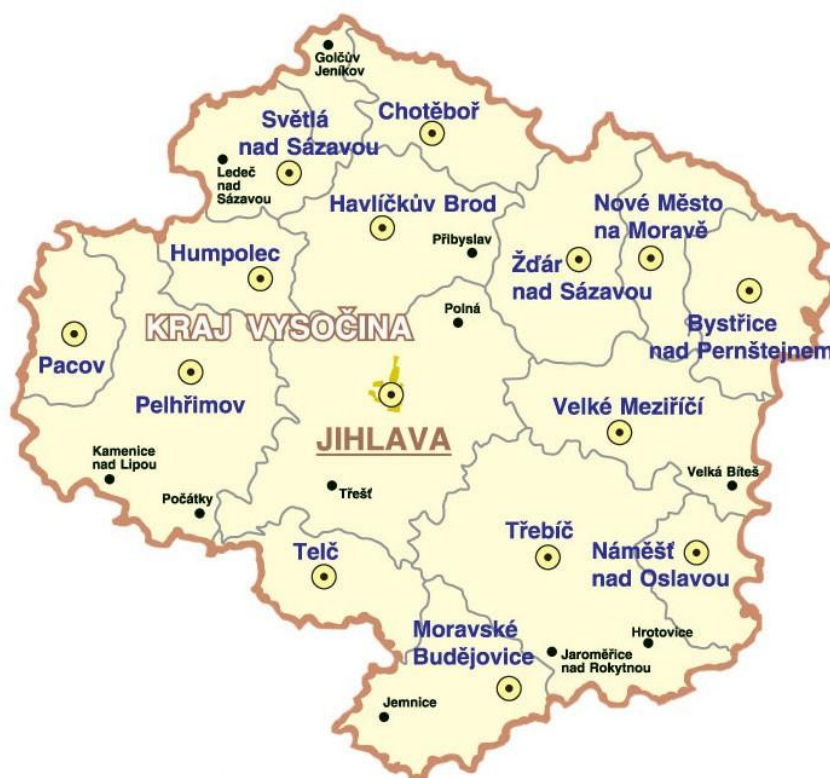 Golčův
Jeníkov
Chotěboř
Světlá
nad Sázavou
Ledeč
nad
Sázavou
Havlíčkův Brod
Přibyslav
Nové Město
na Moravě
Humpolec
Žďár
nad Sázavou
Polná
KRAJ VYSOČINA
Bystřice
nad Pernštejnem
Pacov
Pelhřimov
Velké Meziříčí
JIHLAVA
Kamenice
nad Lipou
Velká Bíteš
Počátky
Třešť
Telč
Třebíč
Náměšť
nad Oslavou
Moravské
Budějovice
Hrotovice
Jaroměřice
nad Rokytnou
Jemnice